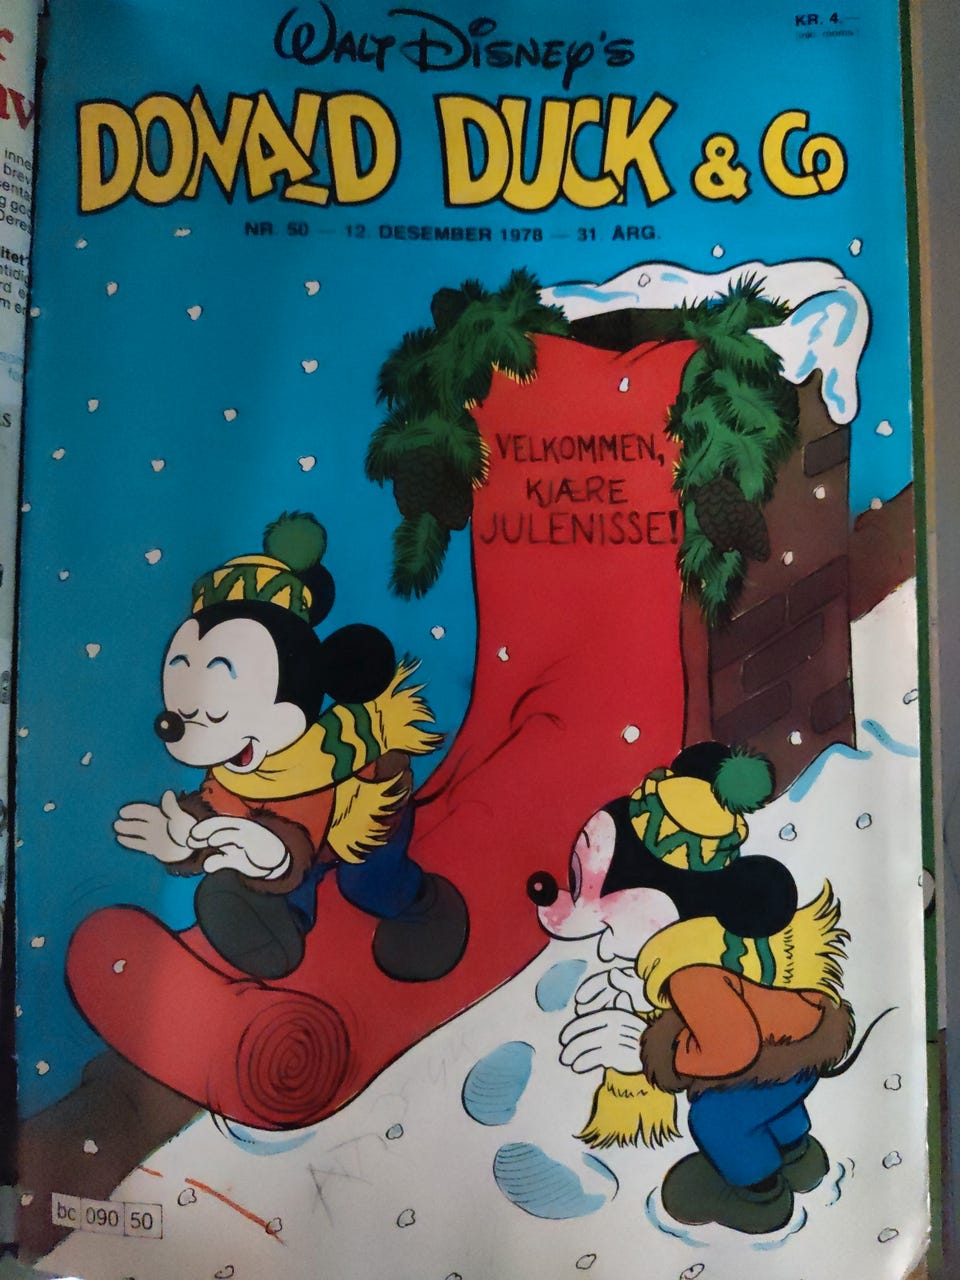 WALT DISNEY'S
KR. 4.—
DONALD DUCK & Co
NR. 50 — 12. DESEMBER 1978 — 31. ÅRG.
VELKOMMEN,
KJÆRE
JULENISSE!
bc 090 50